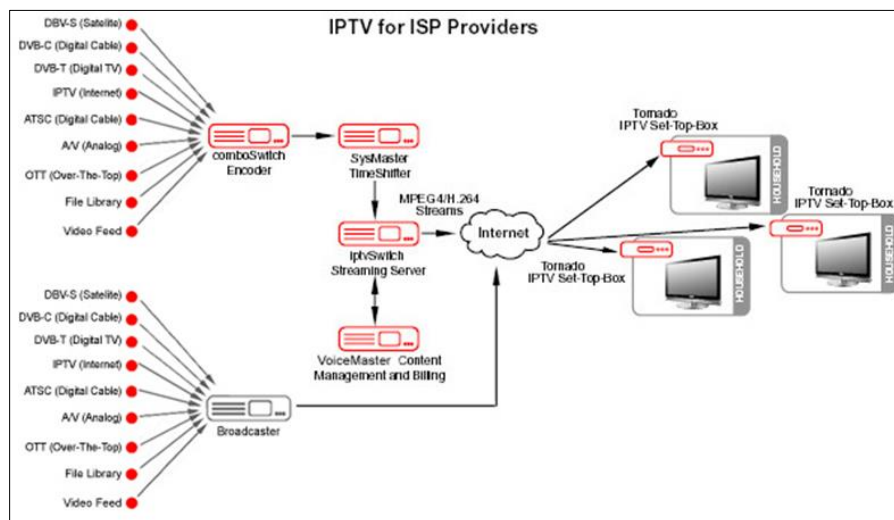 IPTV for ISP Providers
DBV-S (Satelite)
DVB-C (Digital Cable)
DVB-T (Digital TV)
IPTV (Internet)
ATSC (Digital Cable)
A/V (Analog)
OTT (Over-The-Top)
File Library
Video Feed
comboSwitch
Encoder
SysMaster
TimeShifter
MPEG4/H.264
Streams
iptvSwitch
Streaming Server
VoiceMaster Content
Management and Billing
Internet
Tornado
IPTV Set-Top-Box
HOUSEHOLD
Tornado
IPTV Set-Top-Box
HOUSEHOLD
Tornado
IPTV Set-Top-Box
HOUSEHOLD
DBV-S (Satelite)
DVB-C (Digital Cable)
DVB-T (Digital TV)
IPTV (Internet)
ATSC (Digital Cable)
A/V (Analog)
OTT (Over-The-Top)
File Library
Video Feed
Broadcaster